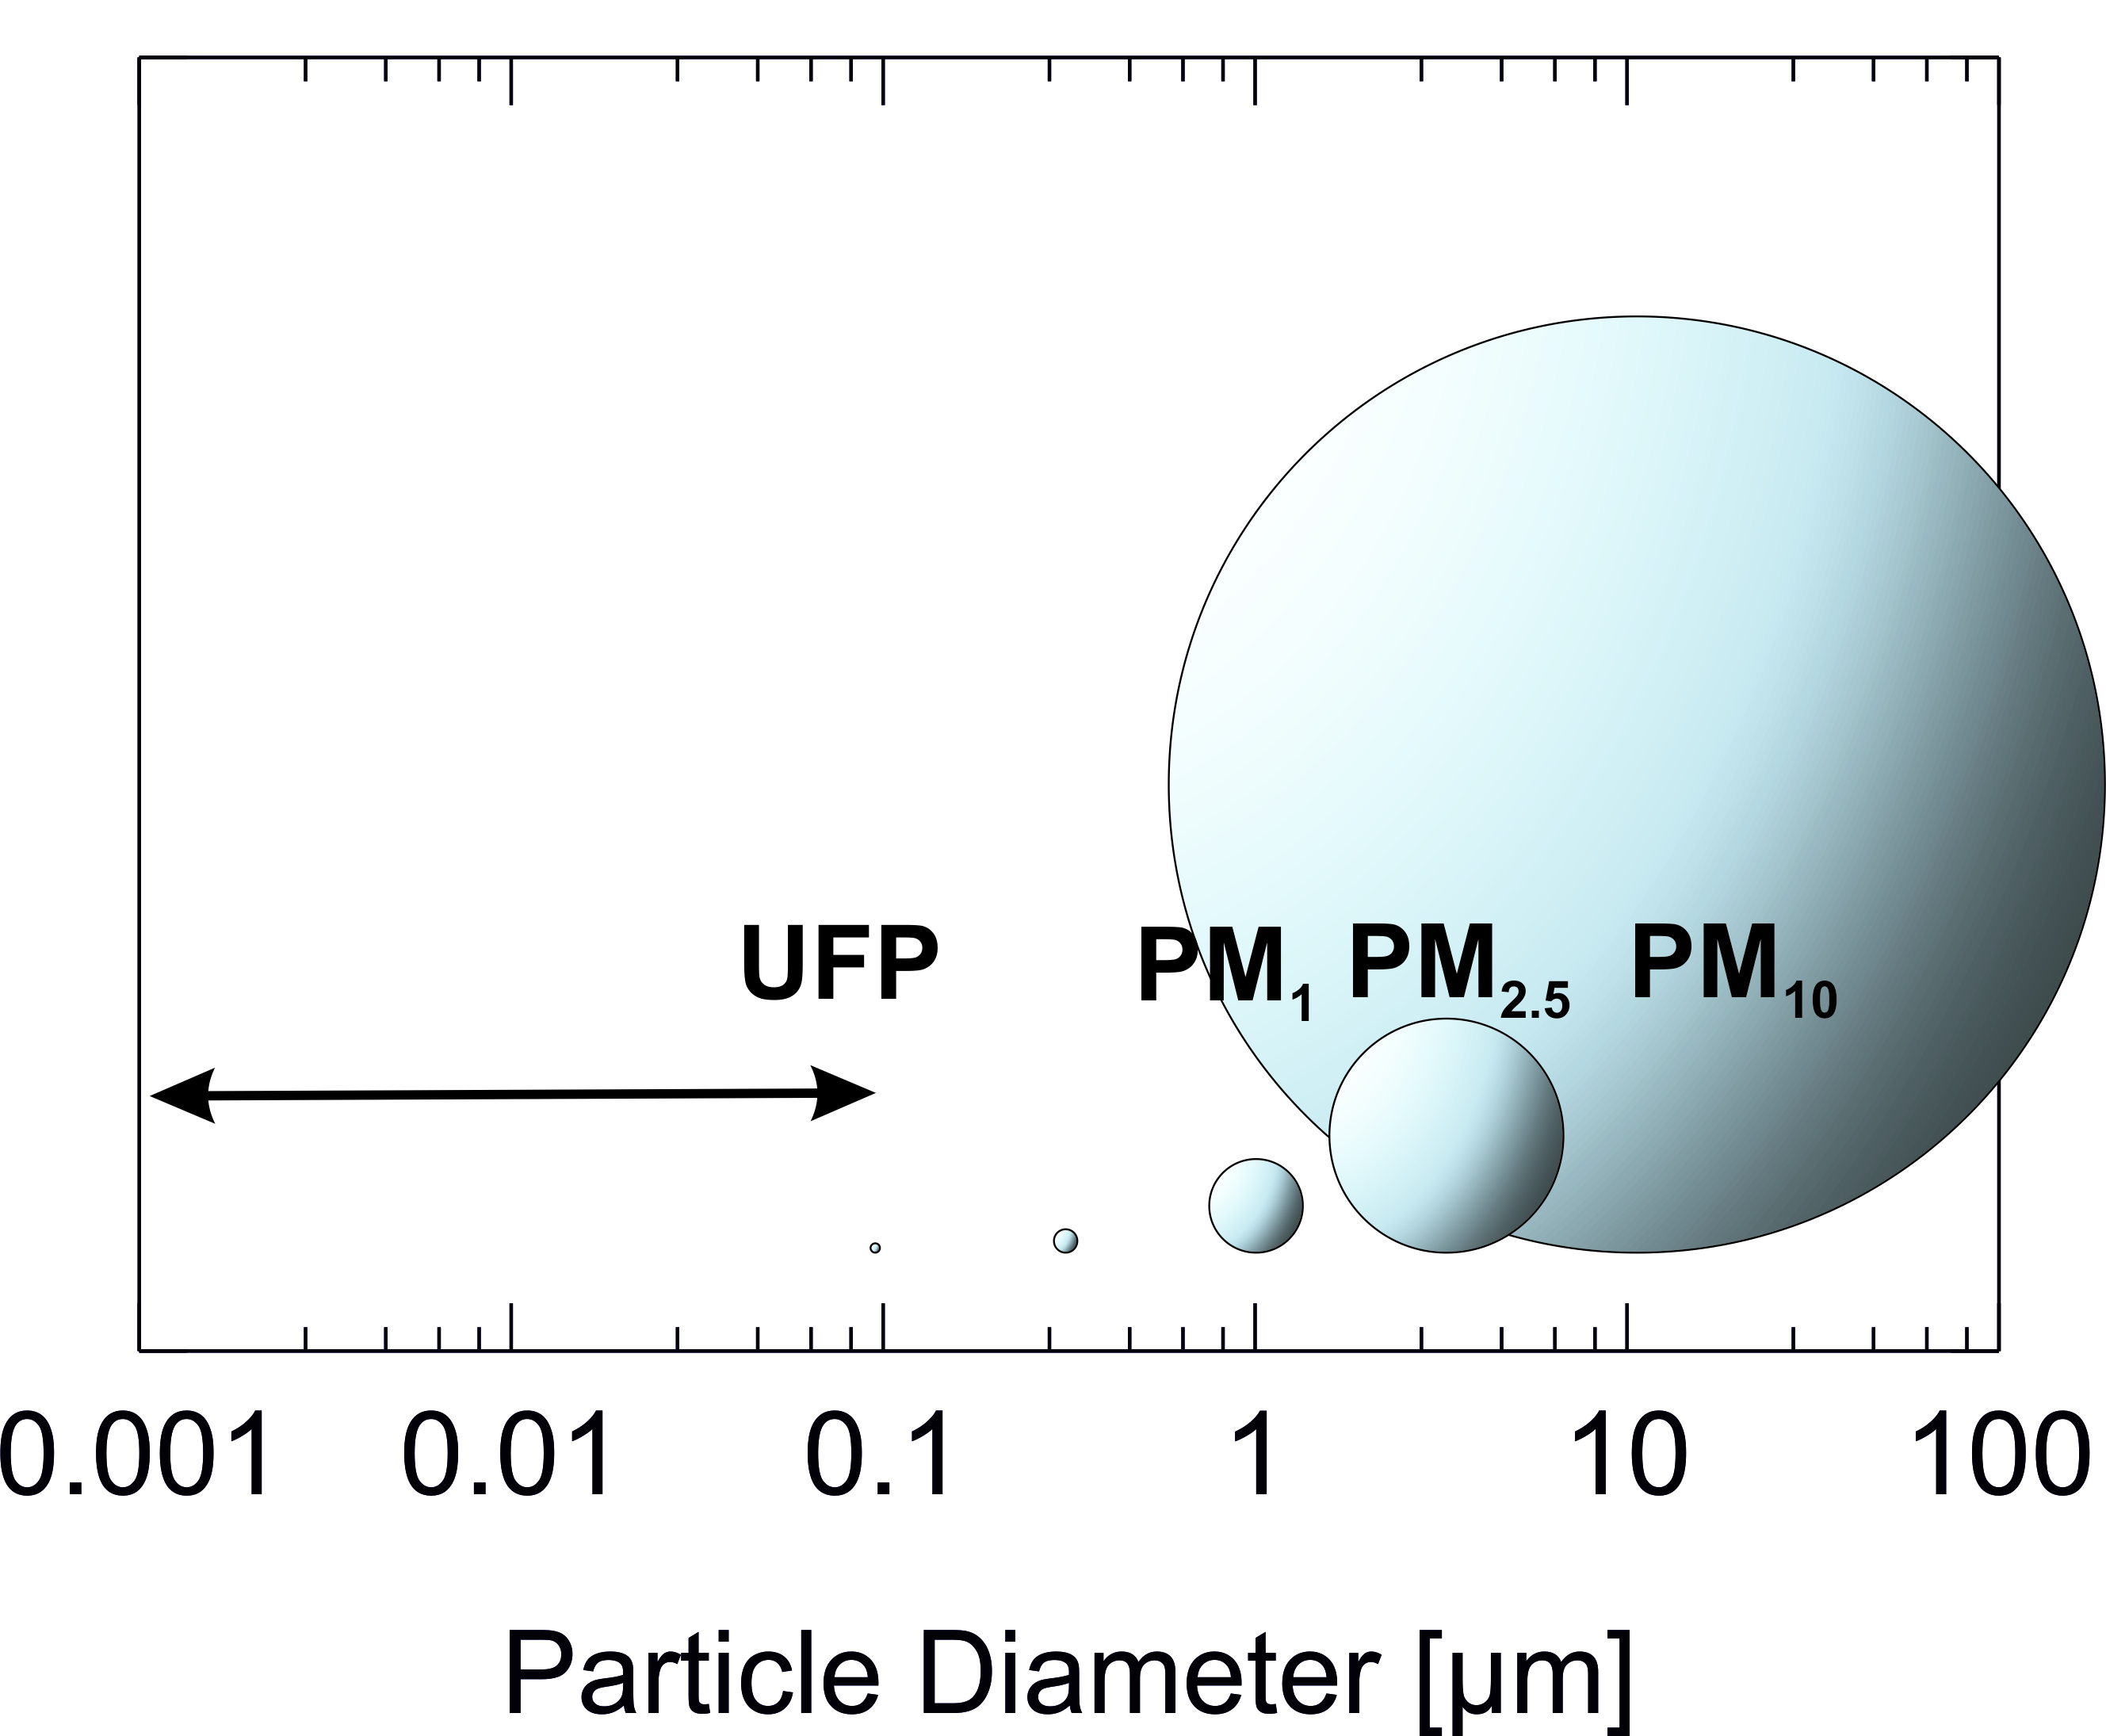 UFP PM₁ PM₂.₅ PM₁₀
0.001 0.01 0.1 1 10 100
Particle Diameter [µm]